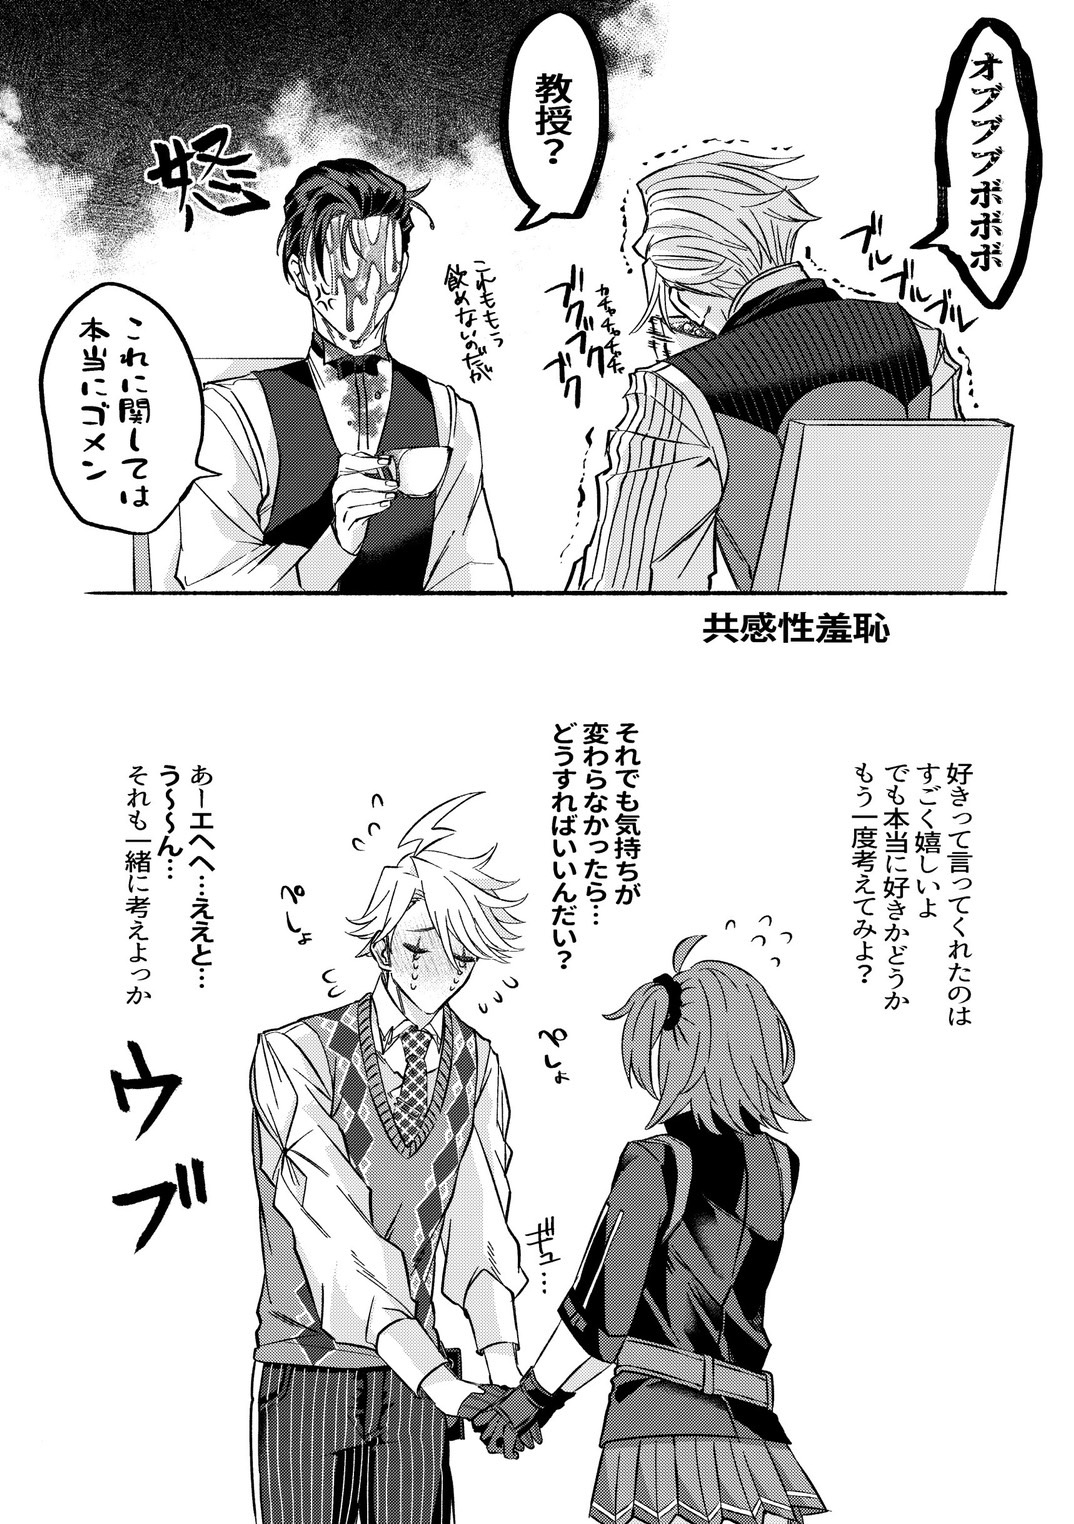 オブブブボボボ
ブル
ブルブル
教授?
カチャチャチャチャ
ブクブク
ブク
これももう
飲めないのだが
怒
これに関しては
本当にゴメン
共感性羞恥
好きって言ってくれたのは
すごく嬉しいよ
でも本当に好きかどうか
もう一度考えてみよ?
それでも気持ちが
変わらなかったら…
どうすればいいんだい?
あーエヘヘ…ええと…
う〜〜ん…
それも一緒に考えよっか
ぺしょ
ぺしょ
ウブ
ギュ…